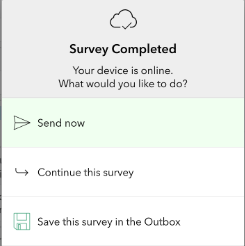 Survey Completed
Your device is online.
What would you like to do?
Send now
Continue this survey
Save this survey in the Outbox